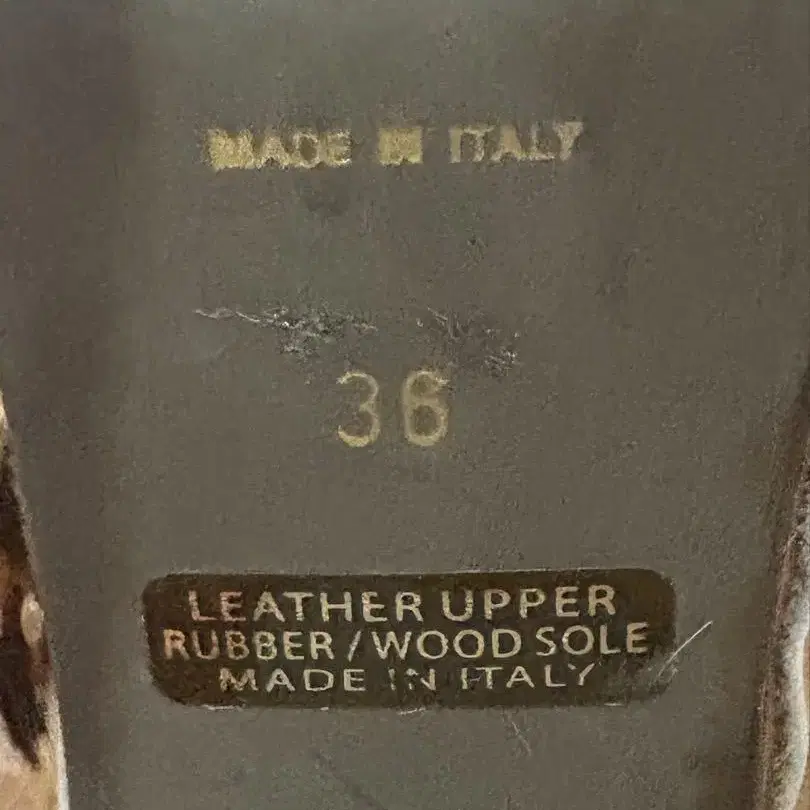 MADE IN ITALY
36
LEATHER UPPER
RUBBER / WOOD SOLE
MADE IN ITALY